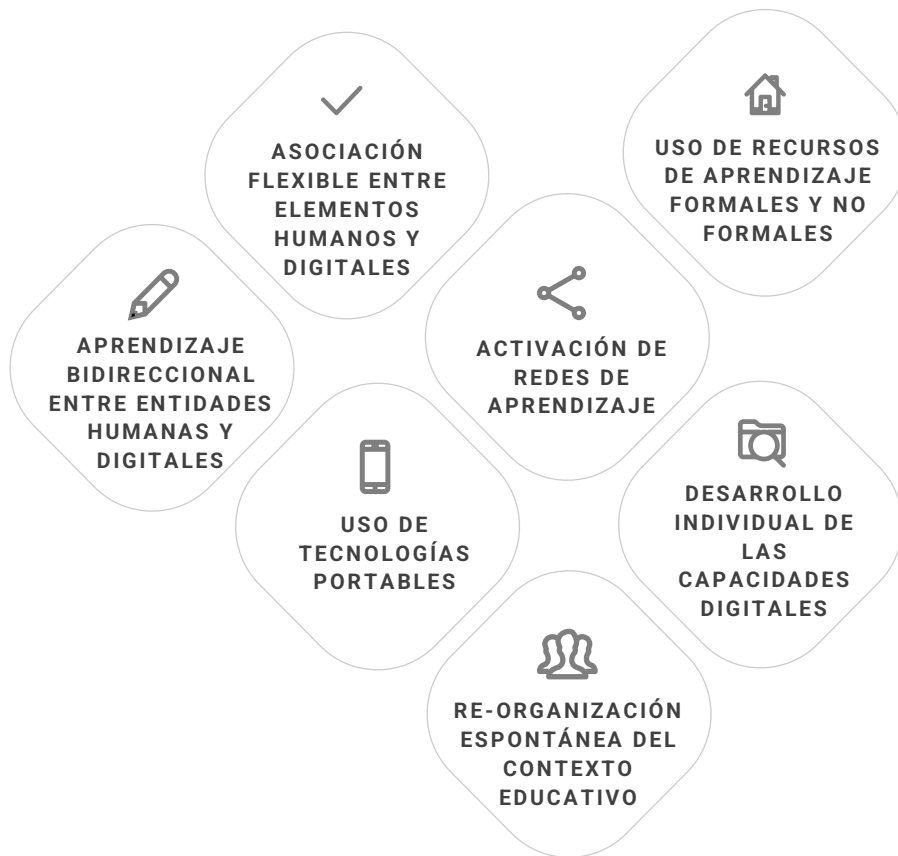 ASOCIACIÓN
FLEXIBLE ENTRE
ELEMENTOS
HUMANOS Y
DIGITALES
USO DE RECURSOS
DE APRENDIZAJE
FORMALES Y NO
FORMALES
APRENDIZAJE
BIDIRECCIONAL
ENTRE ENTIDADES
HUMANAS Y
DIGITALES
ACTIVACIÓN DE
REDES DE
APRENDIZAJE
USO DE
TECNOLOGÍAS
PORTABLES
DESARROLLO
INDIVIDUAL DE
LAS
CAPACIDADES
DIGITALES
RE-ORGANIZACIÓN
ESPONTÁNEA DEL
CONTEXTO
EDUCATIVO